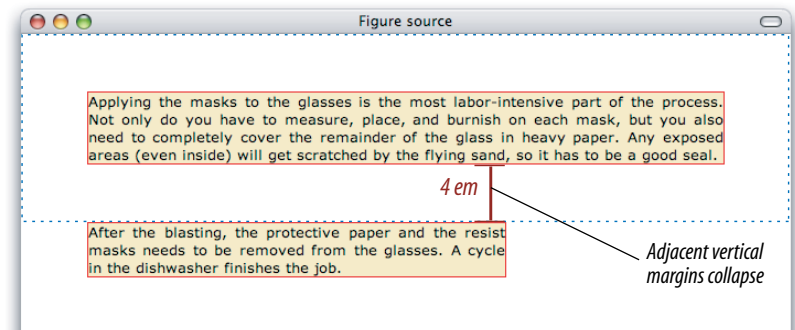 Figure source
Applying the masks to the glasses is the most labor-intensive part of the process.
Not only do you have to measure, place, and burnish on each mask, but you also
need to completely cover the remainder of the glass in heavy paper. Any exposed
areas (even inside) will get scratched by the flying sand, so it has to be a good seal.
4 em
After the blasting, the protective paper and the resist
masks needs to be removed from the glasses. A cycle
in the dishwasher finishes the job.
Adjacent vertical
margins collapse